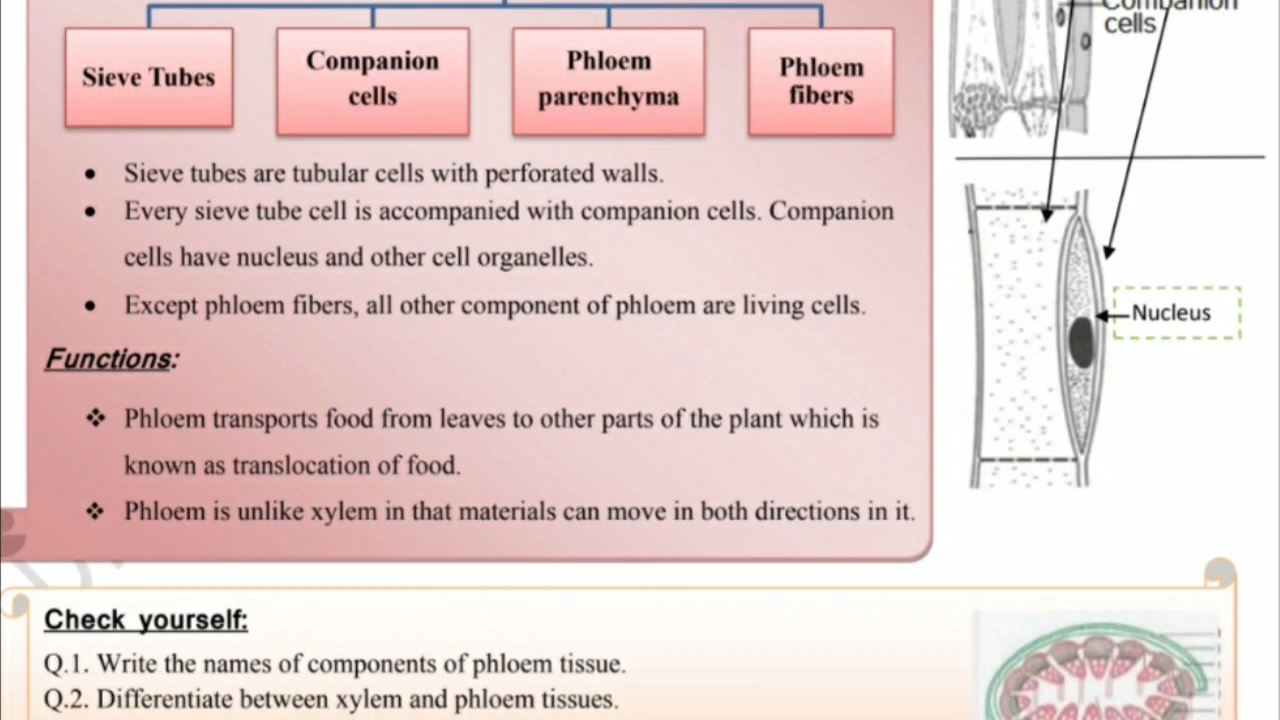 Sieve Tubes
Companion
cells
Phloem
parenchyma
Phloem
fibers
Companion
cells
• Sieve tubes are tubular cells with perforated walls.
• Every sieve tube cell is accompanied with companion cells. Companion
cells have nucleus and other cell organelles.
• Except phloem fibers, all other component of phloem are living cells.
Nucleus
Functions:
❖ Phloem transports food from leaves to other parts of the plant which is
known as translocation of food.
❖ Phloem is unlike xylem in that materials can move in both directions in it.
Check yourself:
Q.1. Write the names of components of phloem tissue.
Q.2. Differentiate between xylem and phloem tissues.